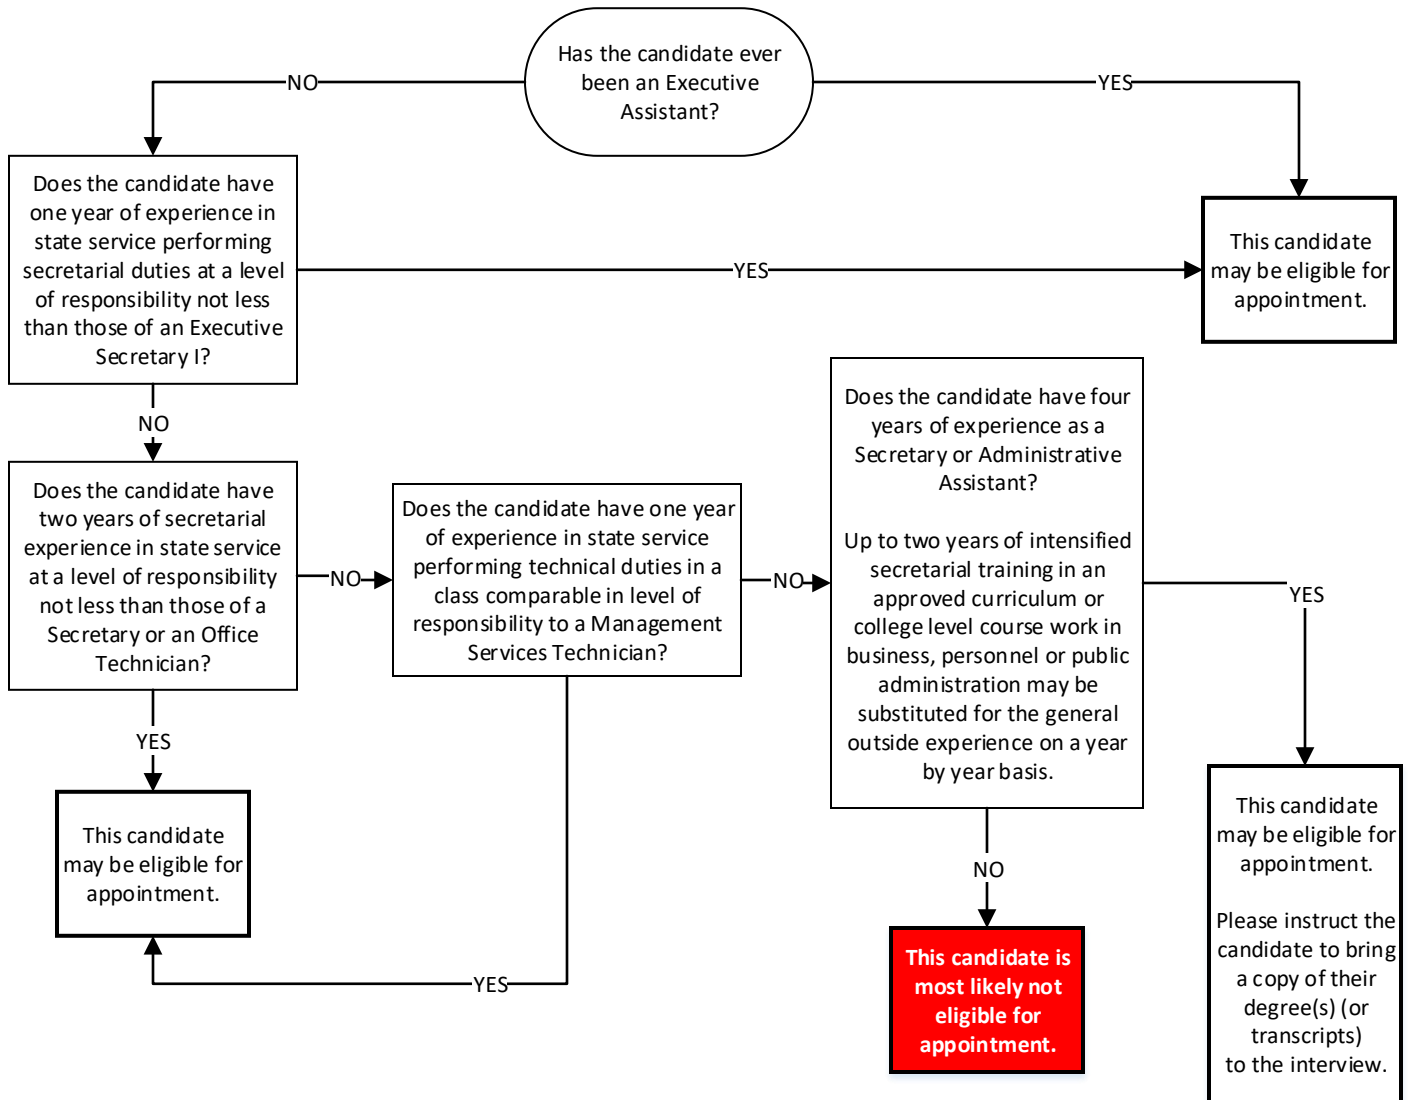 Has the candidate ever
been an Executive
Assistant?
NO
YES
Does the candidate have
one year of experience in
state service performing
secretarial duties at a level
of responsibility not less
than those of an Executive
Secretary I?
YES
This candidate
may be eligible for
appointment.
NO
Does the candidate have
two years of secretarial
experience in state service
at a level of responsibility
not less than those of a
Secretary or an Office
Technician?
NO
Does the candidate have one year
of experience in state service
performing technical duties in a
class comparable in level of
responsibility to a Management
Services Technician?
NO
Does the candidate have four
years of experience as a
Secretary or Administrative
Assistant?
Up to two years of intensified
secretarial training in an
approved curriculum or
college level course work in
business, personnel or public
administration may be
substituted for the general
outside experience on a year
by year basis.
YES
YES
This candidate
may be eligible for
appointment.
YES
NO
This candidate is
most likely not
eligible for
appointment.
This candidate
may be eligible for
appointment.
Please instruct the
candidate to bring
a copy of their
degree(s) (or
transcripts)
to the interview.